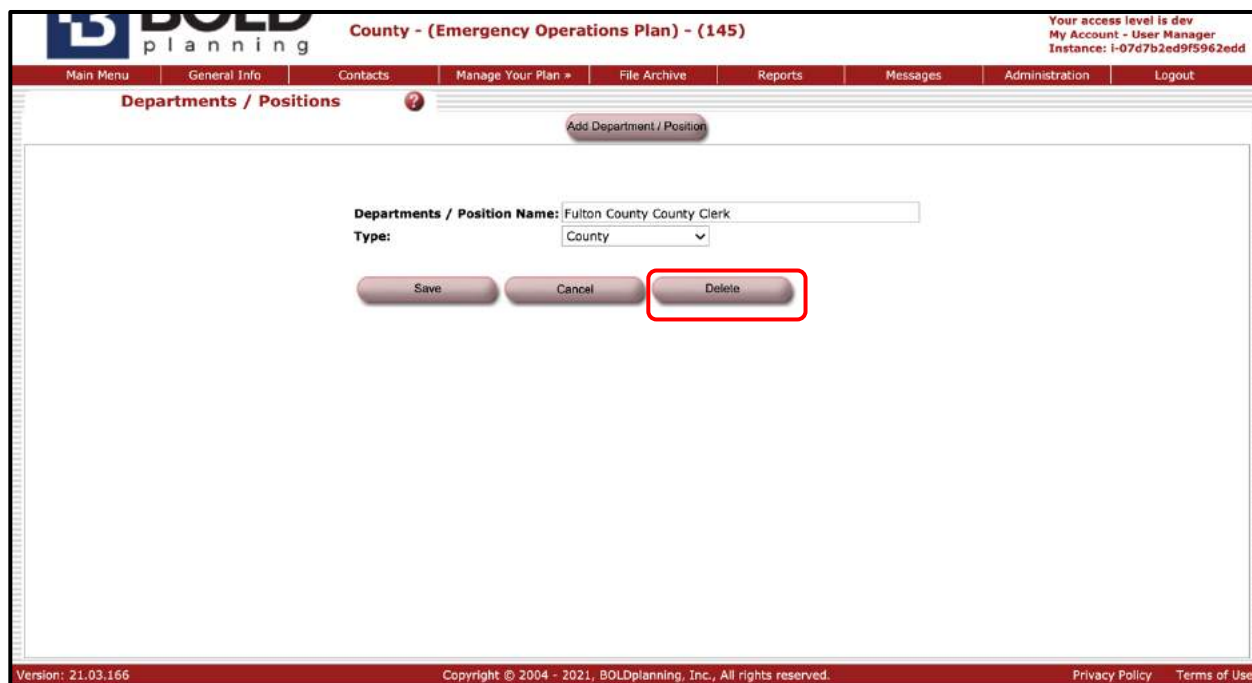 BOLD
planning
County - (Emergency Operations Plan) - (145)
Your access level is dev
My Account - User Manager
Instance: i-07d7b2ed9f5962edd
Main Menu General Info Contacts Manage Your Plan » File Archive Reports Messages Administration Logout
Departments / Positions ?
Add Department / Position
Departments / Position Name: Fulton County County Clerk
Type: County
Save Cancel Delete
Version: 21.03.166 Copyright © 2004 - 2021, BOLDplanning, Inc., All rights reserved. Privacy Policy Terms of Use